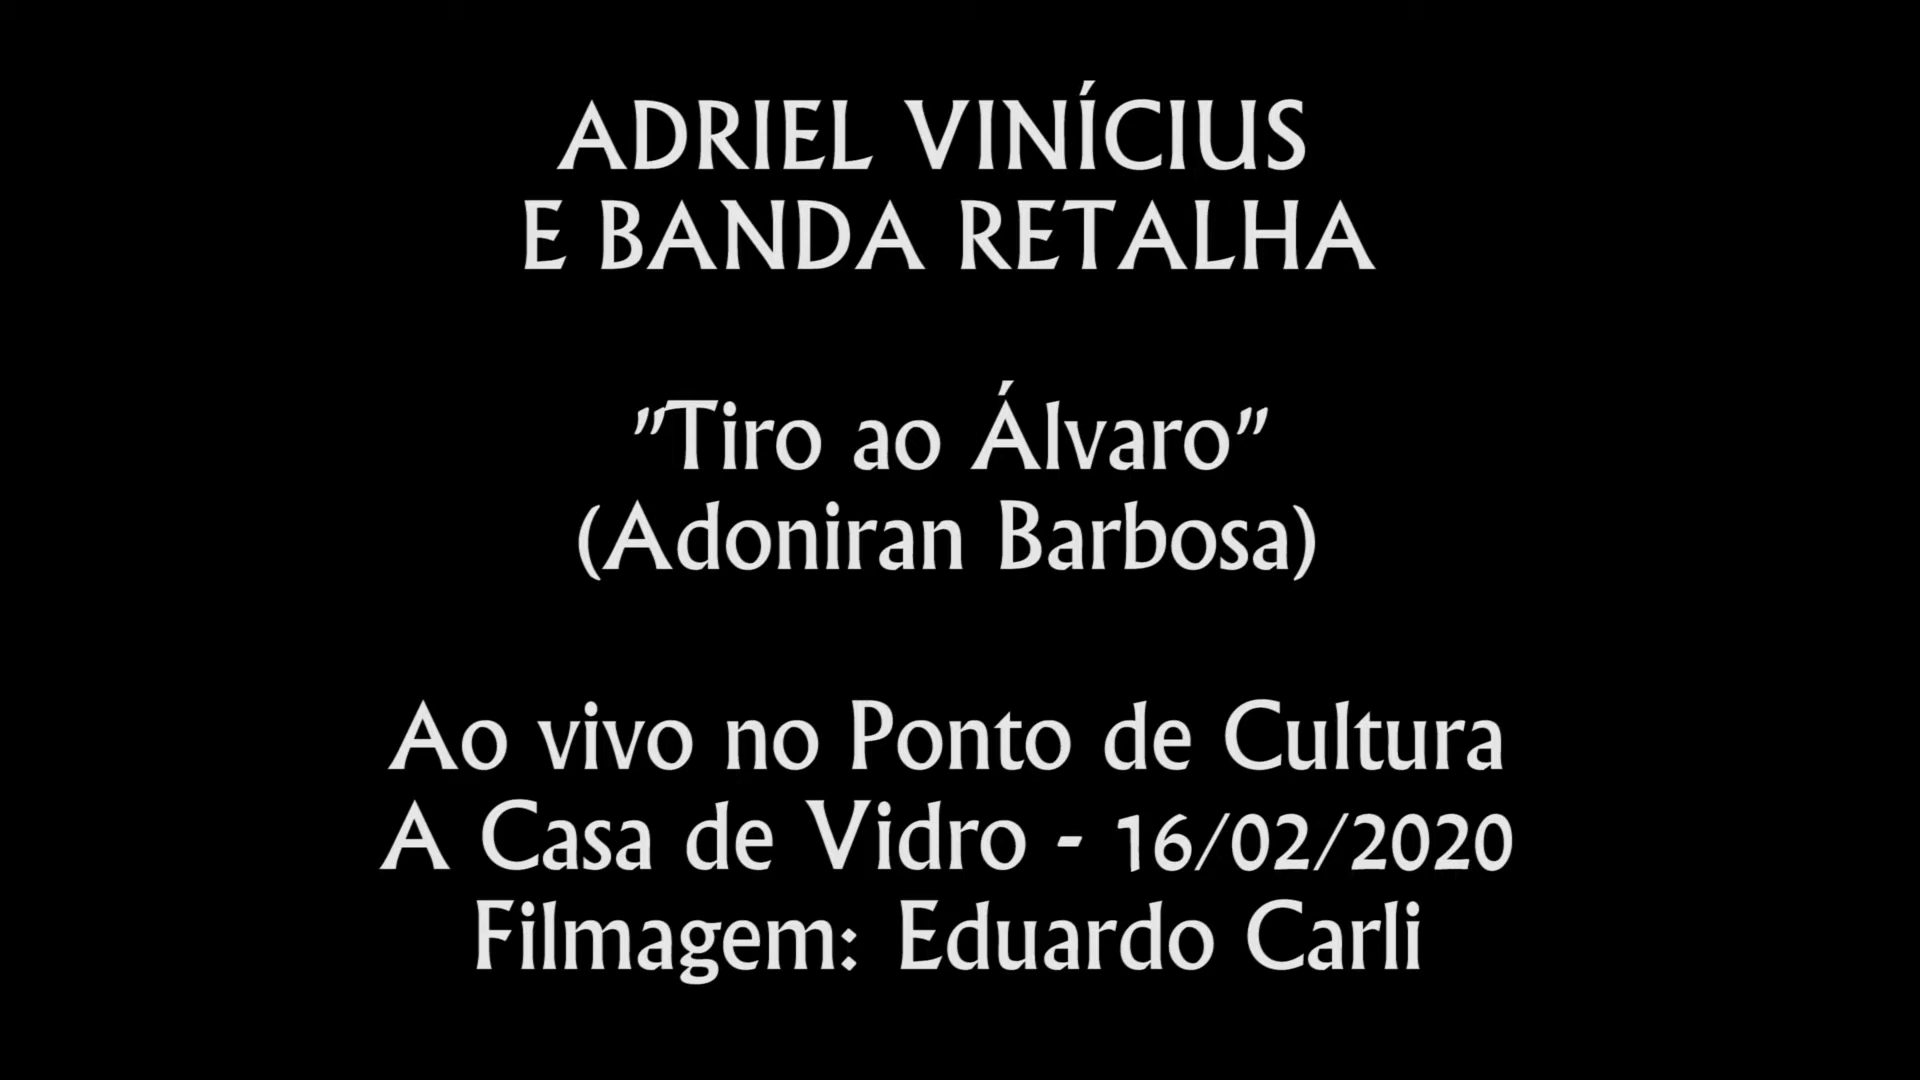 ADRIEL VINÍCIUS
E BANDA RETALHA
"Tiro ao Álvaro"
(Adoniran Barbosa)
Ao vivo no Ponto de Cultura
A Casa de Vidro - 16/02/2020
Filmagem: Eduardo Carli